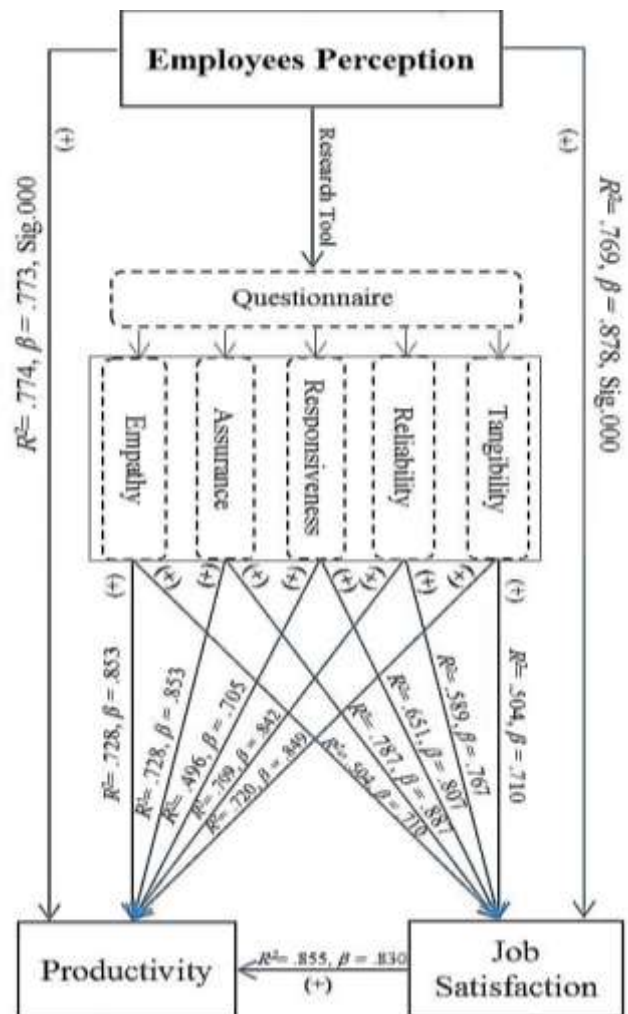 Employees Perception
(+)
(+)
Research Tool
R²= .774, β = .773, Sig.000
R²= .769, β = .878, Sig.000
Questionnaire
Empathy
Assurance
Responsiveness
Reliability
Tangibility
(+)
(+)
(+)
(+)
(+)
(+)
(+)
(+)
(+)
(+)
R²= .728, β = .853
R²= .728, β = .853
R²= .496, β = .705
R²= .709, β = .842
R²= .720, β = .849
R²= .504, β = .710
R²= .787, β = .887
R²= .651, β = .807
R²= .589, β = .767
R²= .504, β = .710
Productivity
R²= .855, β = .830
(+)
Job
Satisfaction